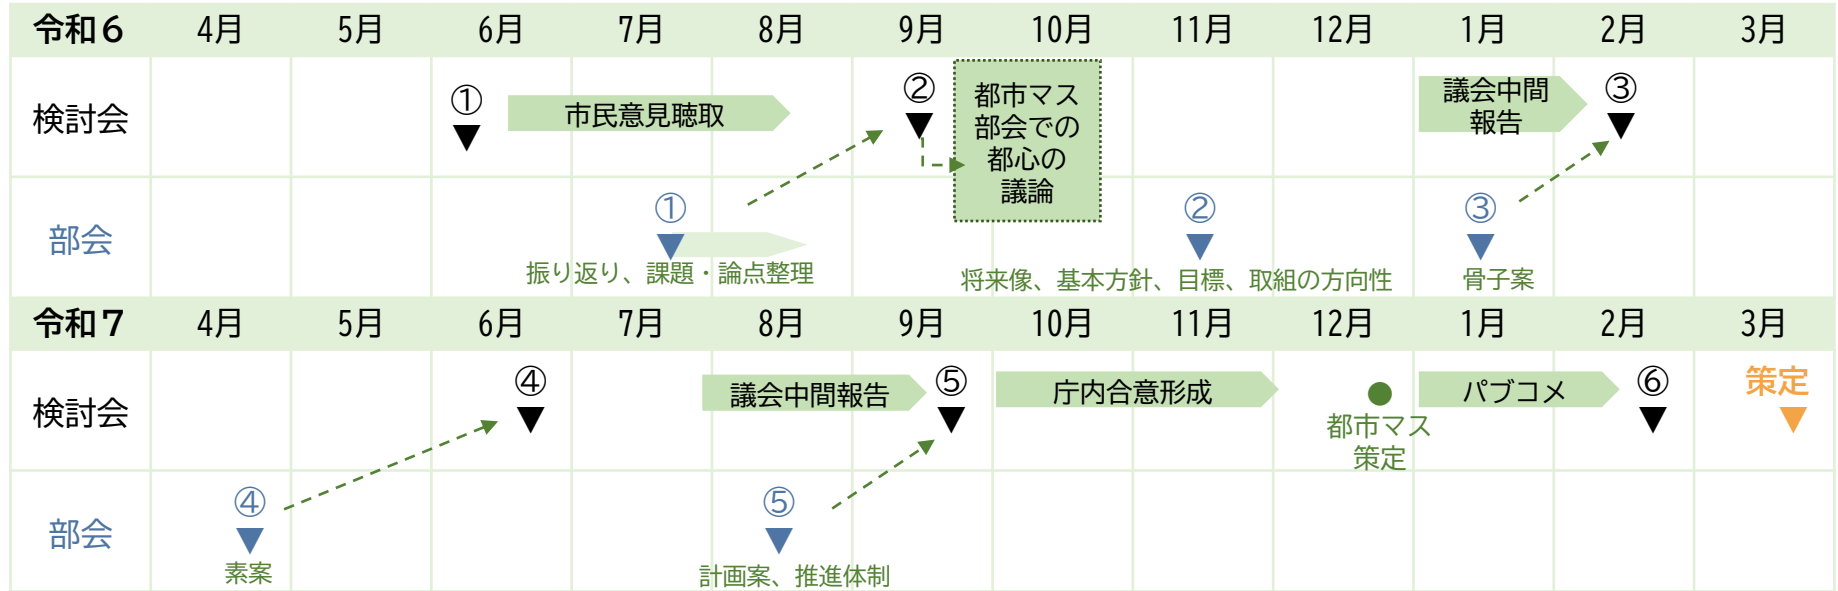 令和６ 4月 5月 6月 7月 8月 9月 10月 11月 12月 1月 2月 3月
検討会
①
市民意見聴取
②
都市マス
部会での
都心の
議論
議会中間
報告
③
部会
①
振り返り、課題・論点整理
②
将来像、基本方針、目標、取組の方向性
③
骨子案
令和７ 4月 5月 6月 7月 8月 9月 10月 11月 12月 1月 2月 3月
検討会
④
議会中間報告
⑤
庁内合意形成
都市マス
策定
パブコメ
⑥
策定
部会
④
素案
⑤
計画案、推進体制